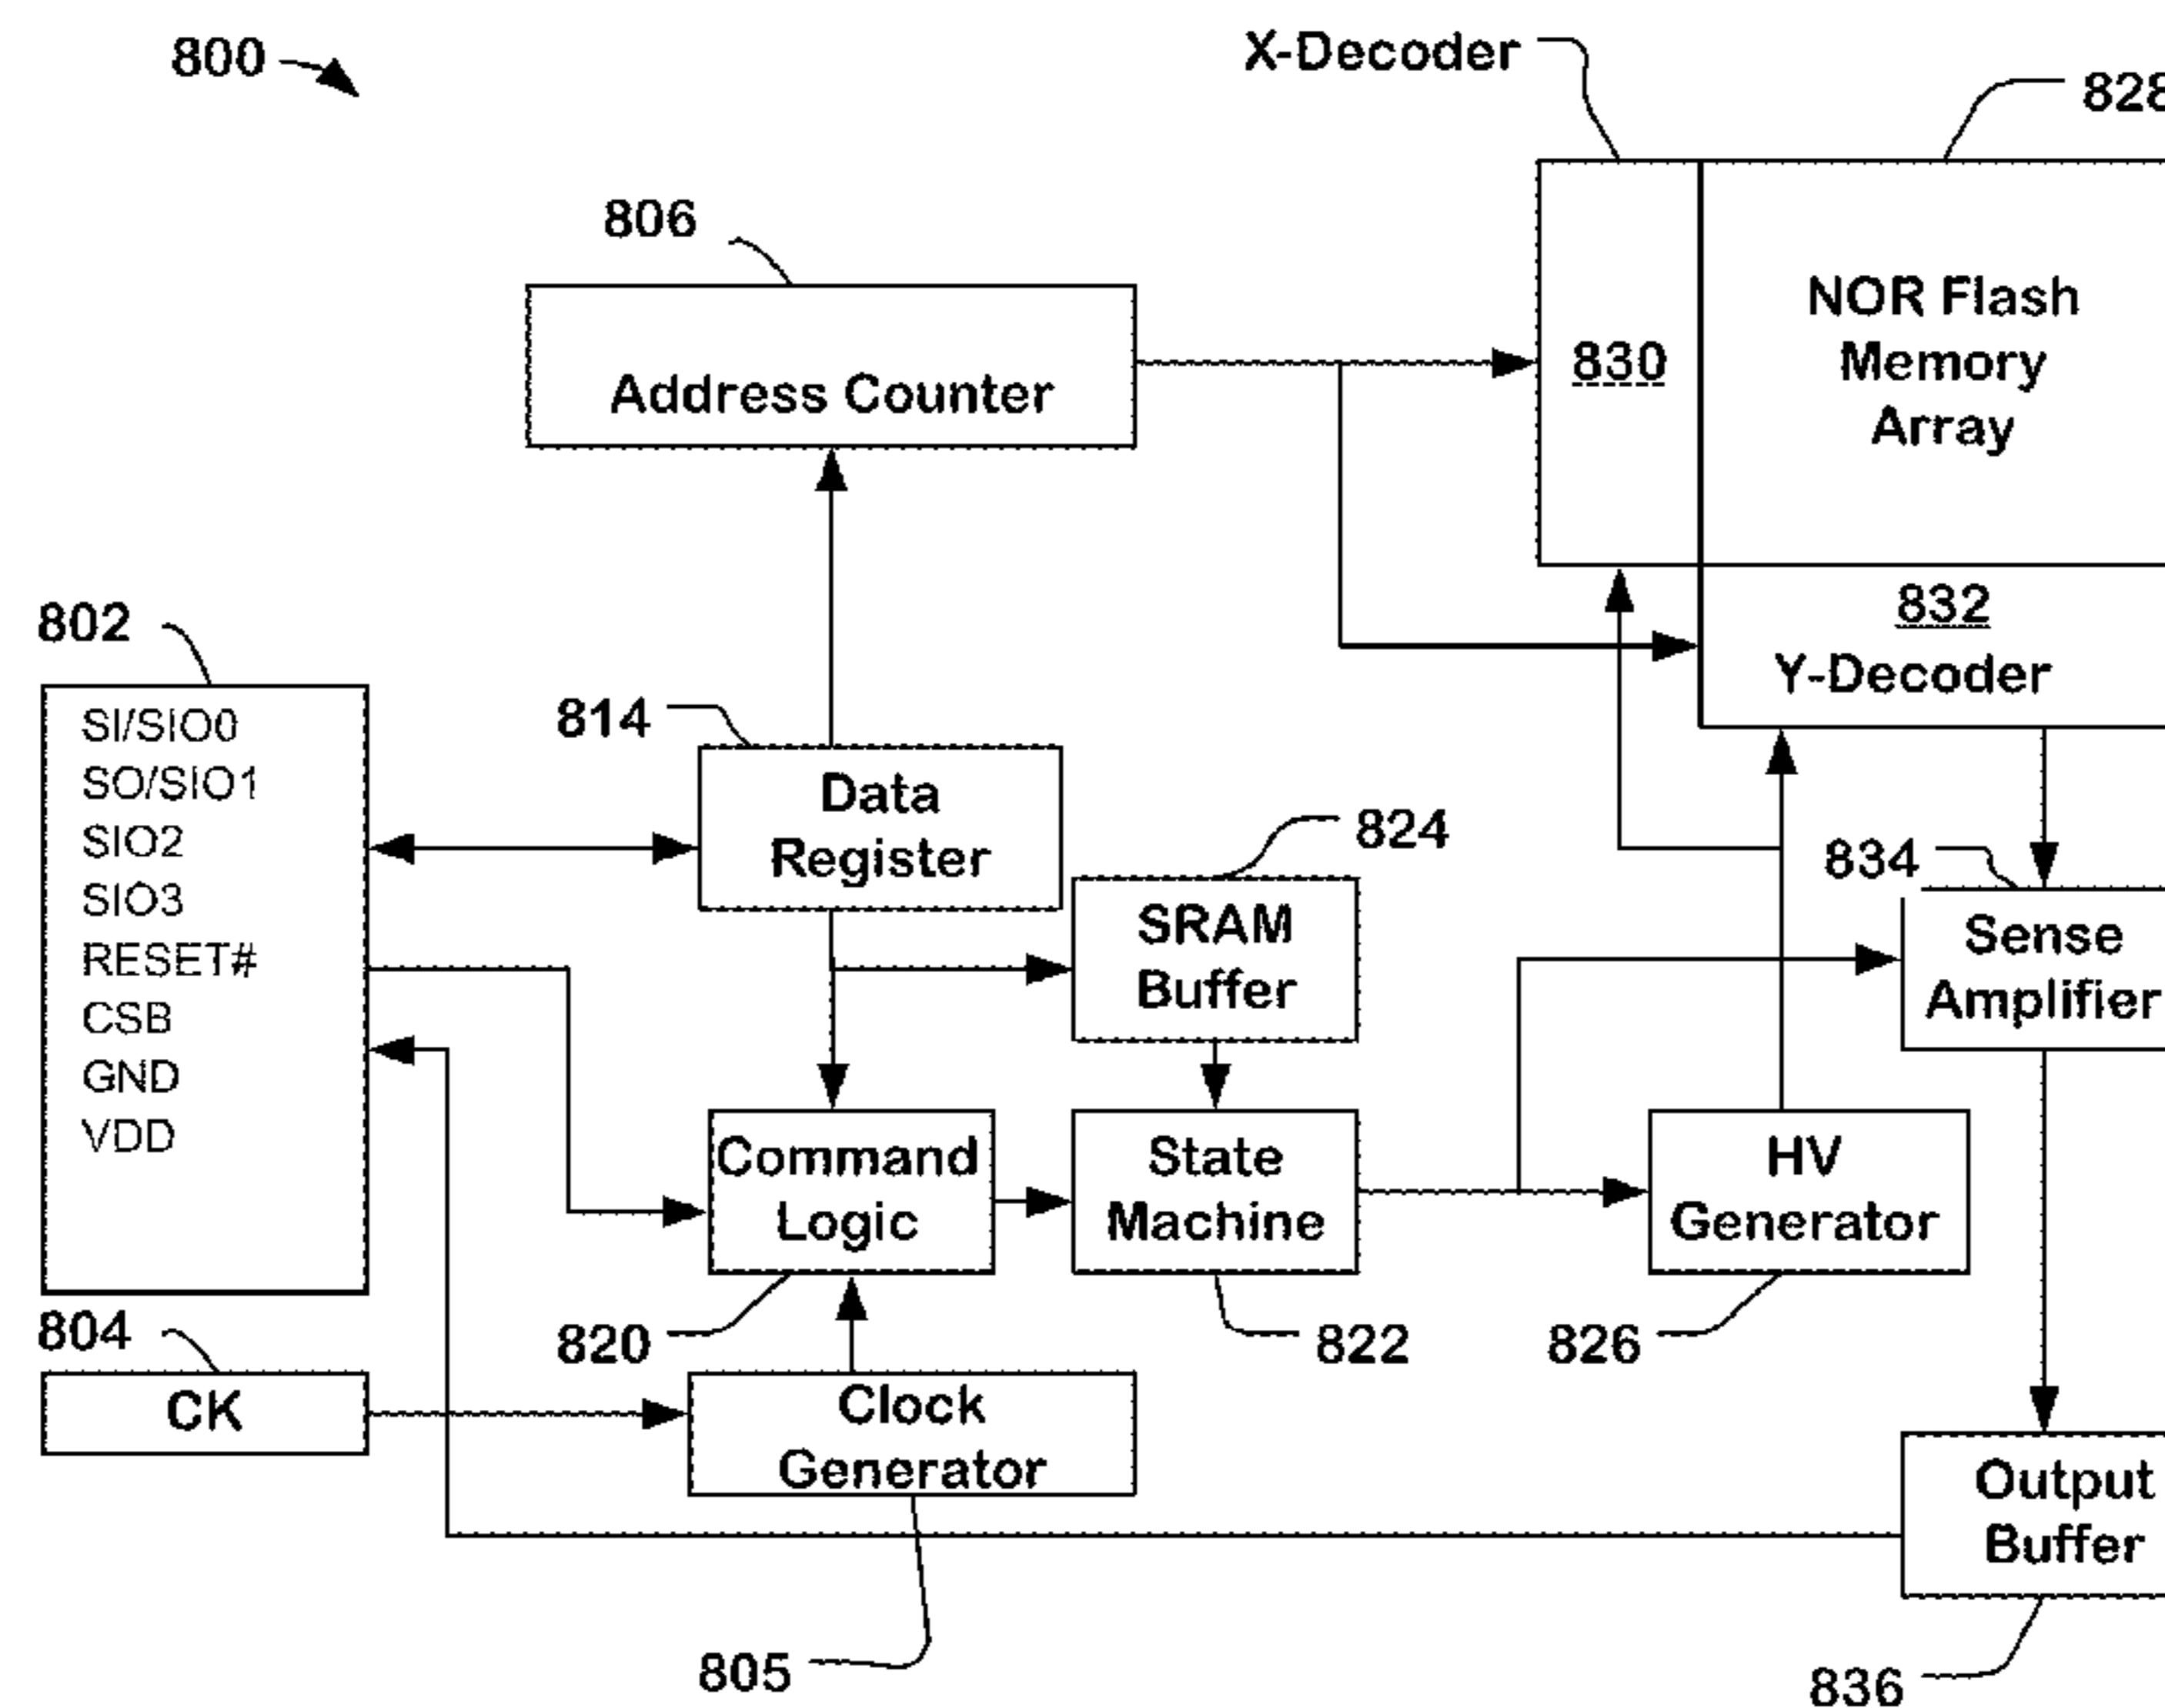 800
X-Decoder
828
806
Address Counter
830
NOR Flash
Memory
Array
832
Y-Decoder
802
SI/SIO0
SO/SIO1
SIO2
SIO3
RESET#
CSB
GND
VDD
814
Data
Register
824
SRAM
Buffer
834
Sense
Amplifier
Command
Logic
820
State
Machine
822
HV
Generator
826
804
CK
Clock
Generator
805
Output
Buffer
836